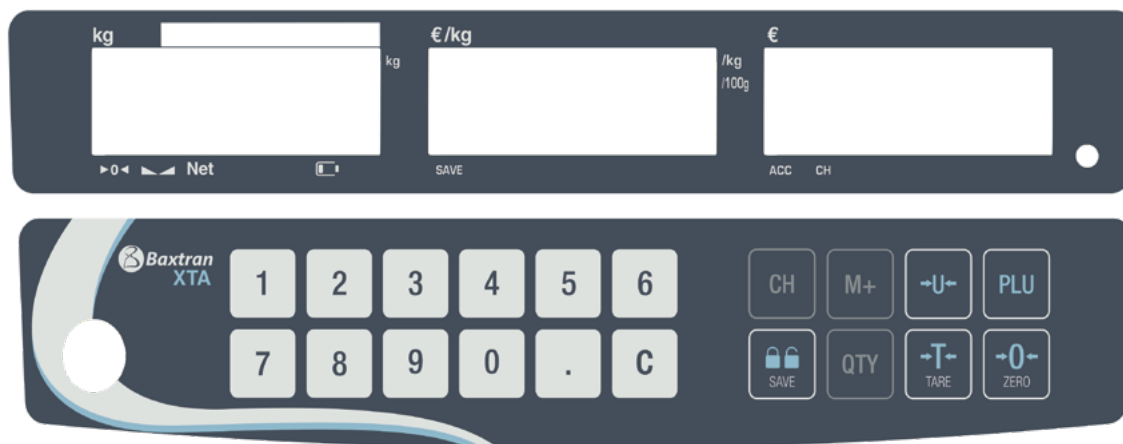 kg €/kg €
kg /kg
/100g
►0◄ Net SAVE ACC CH
Baxtran
XTA
1 2 3 4 5 6 CH M+ →U← PLU
7 8 9 0 . C SAVE QTY →T← TARE →0← ZERO